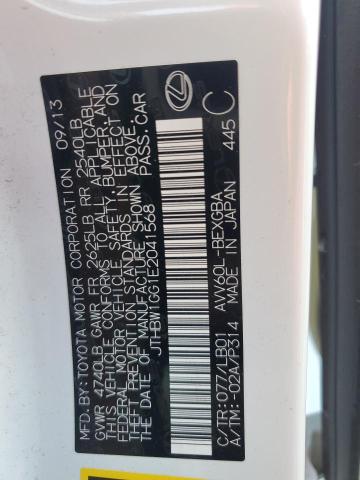 MFD.BY:TOYOTA MOTOR CORPORATION 09/13
GVWR 4740LB GAWR FR 2625LB RR 2540LB
THIS VEHICLE CONFORMS TO ALL APPLICABLE
FEDERAL MOTOR VEHICLE SAFETY, BUMPER, AND
THEFT PREVENTION STANDARDS IN EFFECT ON
THE DATE OF MANUFACTURE SHOWN ABOVE.
JTHBW1GG1E2041568 PASS.CAR
C/TR:077/LB01 AVV60L-BEXGBA
A/TM:-02A/P314 MADE IN JAPAN 445 C